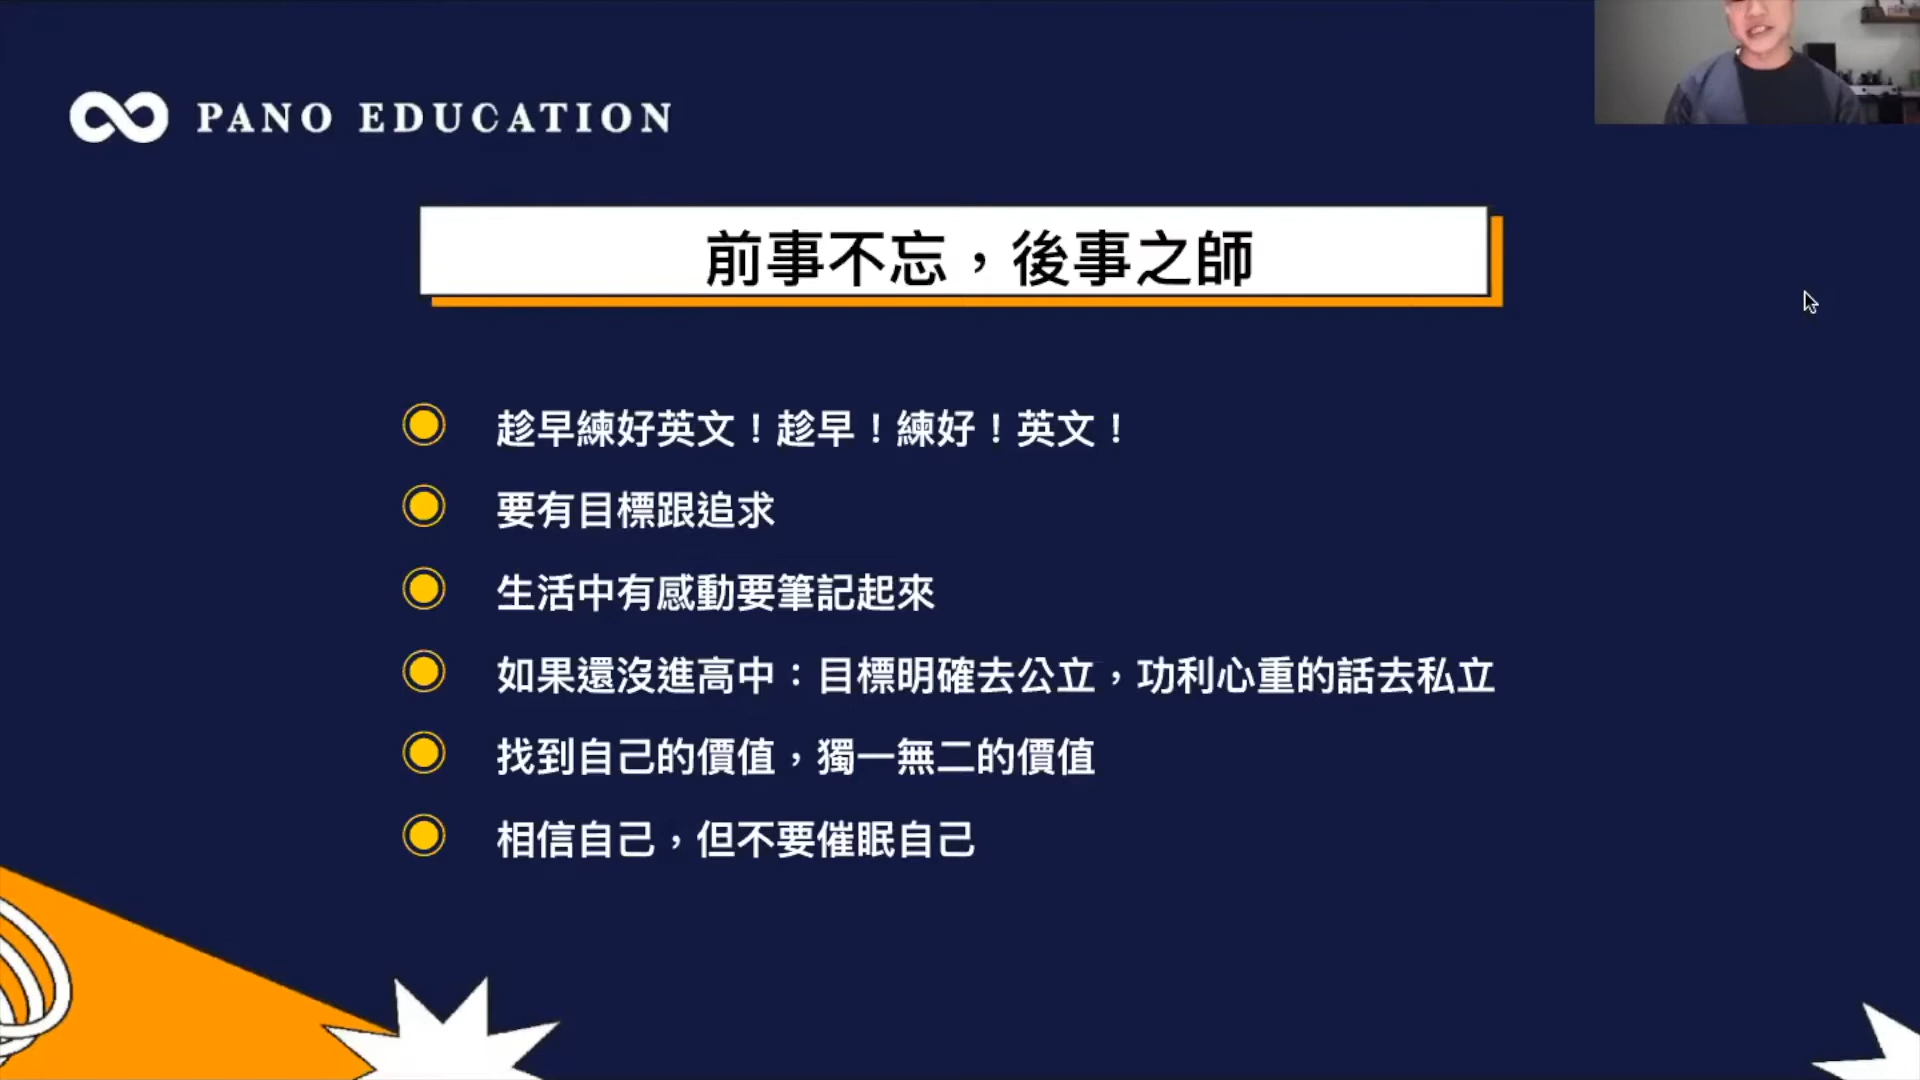 PANO EDUCATION
前事不忘，後事之師
趁早練好英文！趁早！練好！英文！
要有目標跟追求
生活中有感動要筆記起來
如果還沒進高中：目標明確去公立，功利心重的話去私立
找到自己的價值，獨一無二的價值
相信自己，但不要催眠自己